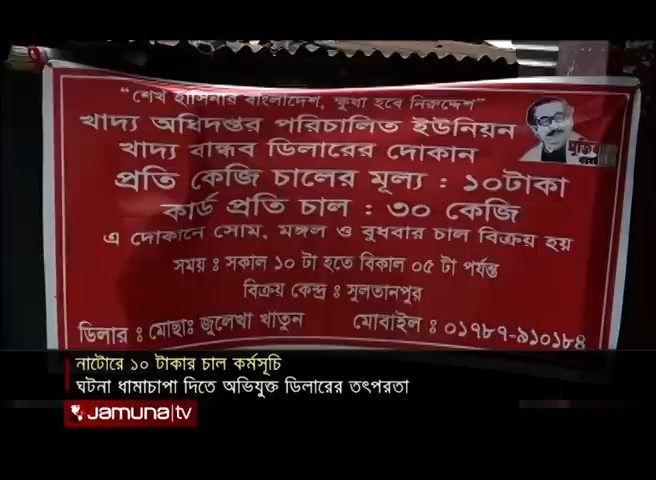 “শেখ হাসিনার বাংলাদেশ, ক্ষুধা হবে নিরুদ্দেশ”
খাদ্য অধিদপ্তর পরিচালিত ইউনিয়ন
খাদ্য বান্ধব ডিলারের দোকান
প্রতি কেজি চালের মূল্য : ১০টাকা
কার্ড প্রতি চাল : ৩০ কেজি
এ দোকানে সোম, মঙ্গল ও বুধবার চাল বিক্রয় হয়
সময় : সকাল ১০ টা হতে বিকাল ০৫ টা পর্যন্ত
বিক্রয় কেন্দ্র : সুলতানপুর
ডিলার : মোছাঃ জুলেখা খাতুন মোবাইল : ০১৭৮৭-৯১০১৮৪
নাটোরে ১০ টাকার চাল কর্মসূচি
ঘটনা ধামাচাপা দিতে অভিযুক্ত ডিলারের তৎপরতা
Jamuna|tv